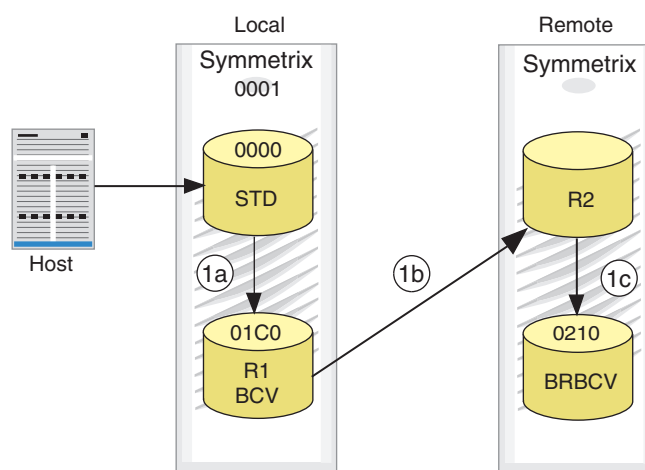 Local
Remote
Symmetrix
0001
Symmetrix
0000
STD
R2
Host
1a
1b
1c
01C0
R1
BCV
0210
BRBCV